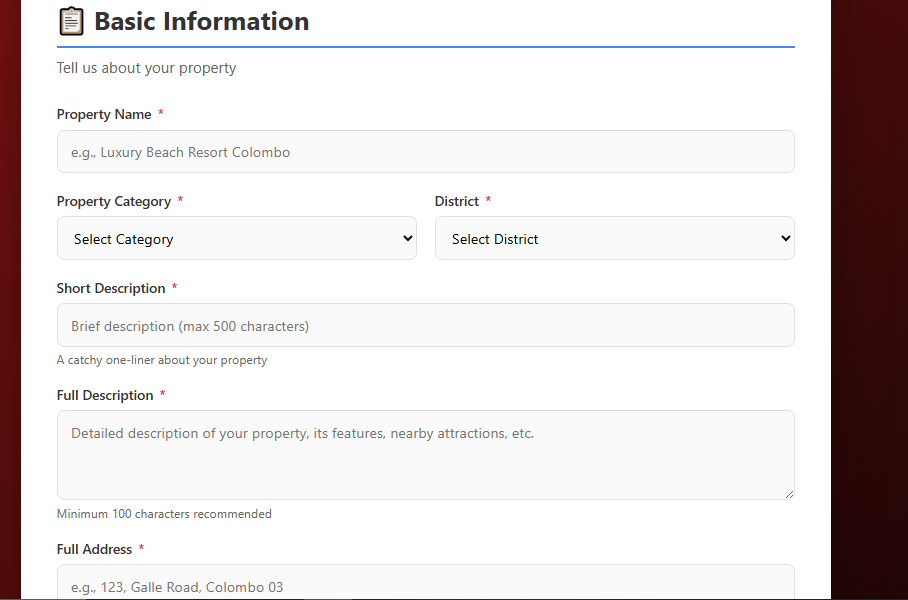 Basic Information
Tell us about your property
Property Name *
e.g., Luxury Beach Resort Colombo
Property Category * District *
Select Category Select District
Short Description *
Brief description (max 500 characters)
A catchy one-liner about your property
Full Description *
Detailed description of your property, its features, nearby attractions, etc.
Minimum 100 characters recommended
Full Address *
e.g., 123, Galle Road, Colombo 03